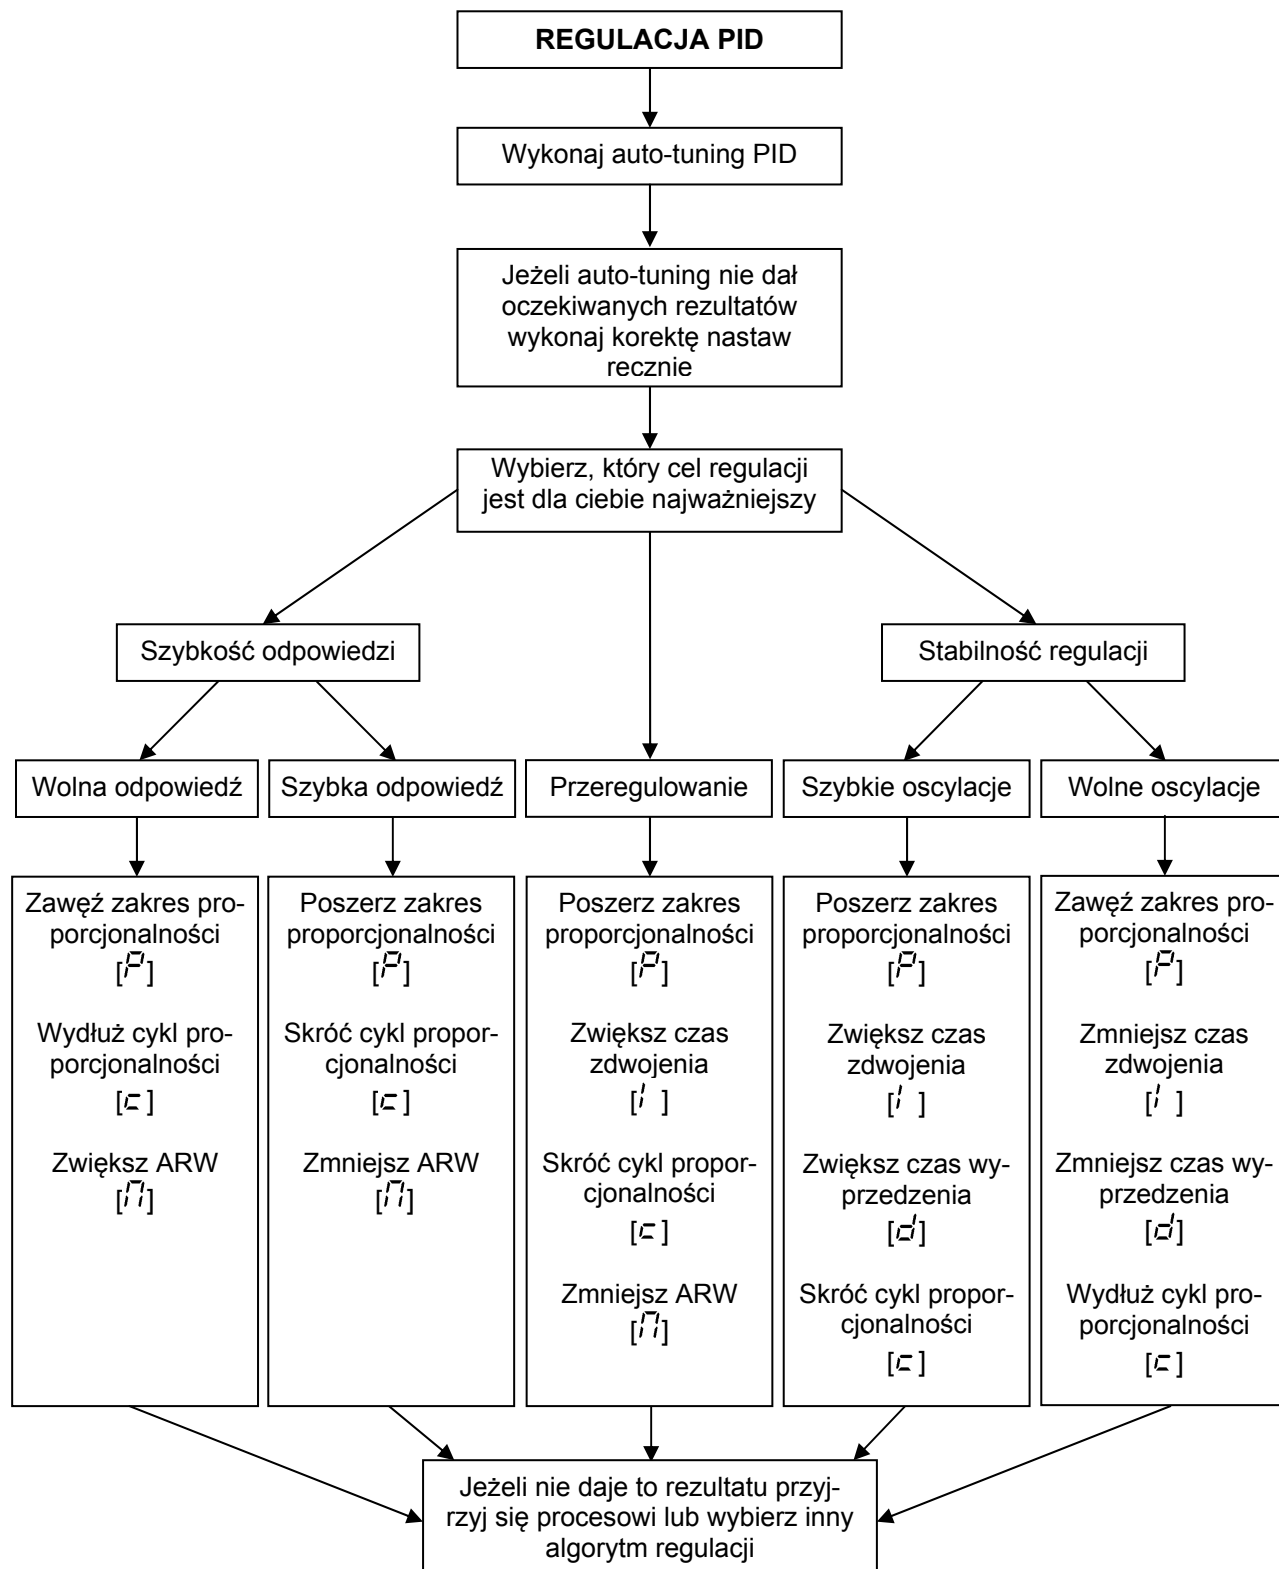 REGULACJA PID
Wykonaj auto-tuning PID
Jeżeli auto-tuning nie dał
oczekiwanych rezultatów
wykonaj korektę nastaw
recznie
Wybierz, który cel regulacji
jest dla ciebie najważniejszy
Szybkość odpowiedzi
Stabilność regulacji
Wolna odpowiedź
Szybka odpowiedź
Przeregulowanie
Szybkie oscylacje
Wolne oscylacje
Zawęź zakres pro-
porcjonalności
[P]
Wydłuż cykl pro-
porcjonalności
[c]
Zwiększ ARW
[n]
Poszerz zakres
proporcjonalności
[P]
Skróć cykl propor-
cjonalności
[c]
Zmniejsz ARW
[n]
Poszerz zakres
proporcjonalności
[P]
Zwiększ czas
zdwojenia
[i]
Skróć cykl propor-
cjonalności
[c]
Zmniejsz ARW
[n]
Poszerz zakres
proporcjonalności
[P]
Zwiększ czas
zdwojenia
[i]
Zwiększ czas wy-
przedzenia
[d]
Skróć cykl propor-
cjonalności
[c]
Zawęź zakres pro-
porcjonalności
[P]
Zmniejsz czas
zdwojenia
[i]
Zmniejsz czas wy-
przedzenia
[d]
Wydłuż cykl pro-
porcjonalności
[c]
Jeżeli nie daje to rezultatu przyj-
rzyj się procesowi lub wybierz inny
algorytm regulacji